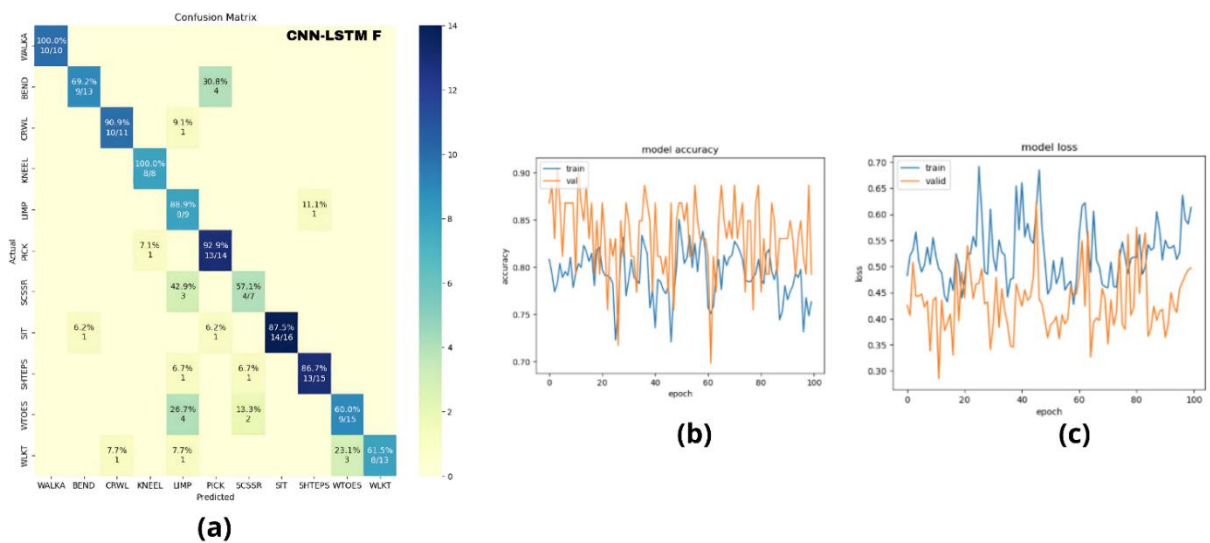 Confusion Matrix
CNN-LSTM F
Actual
WALKA
100.0%
10/10
BEND
69.2%
9/13
30.8%
4
CRWL
90.9%
10/11
9.1%
1
KNEEL
100.0%
8/8
LIMP
88.9%
8/9
11.1%
1
PICK
7.1%
1
92.9%
13/14
SCSSR
42.9%
3
57.1%
4/7
SIT
6.2%
1
6.2%
1
87.5%
14/16
SHTEPS
6.7%
1
6.7%
1
86.7%
13/15
WTOES
26.7%
4
13.3%
2
60.0%
9/15
WLKT
7.7%
1
7.7%
1
23.1%
3
61.5%
8/13
WALKA BEND CRWL KNEEL LIMP PICK SCSSR SIT SHTEPS WTOES WLKT
Predicted
14
12
10
8
6
4
2
0
(a)
model accuracy
train
val
accuracy
0.90
0.85
0.80
0.75
0.70
0 20 40 60 80 100
epoch
(b)
model loss
train
valid
loss
0.70
0.65
0.60
0.55
0.50
0.45
0.40
0.35
0.30
0 20 40 60 80 100
epoch
(c)